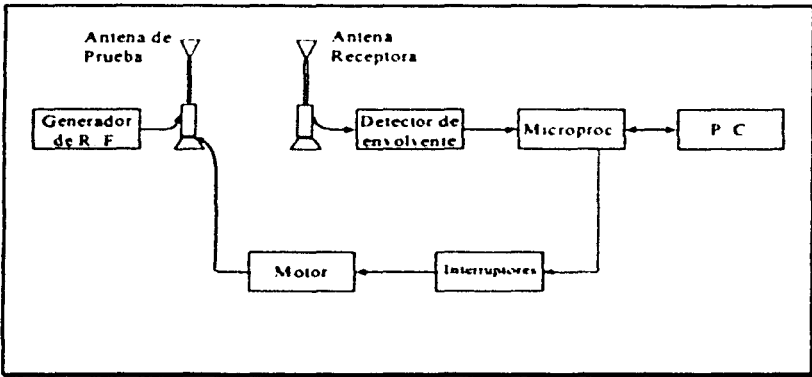 Antena de
Prueba
Antena
Receptora
Generador
de R F
Detector de
envolvente
Microproc
P C
Motor
Interruptores